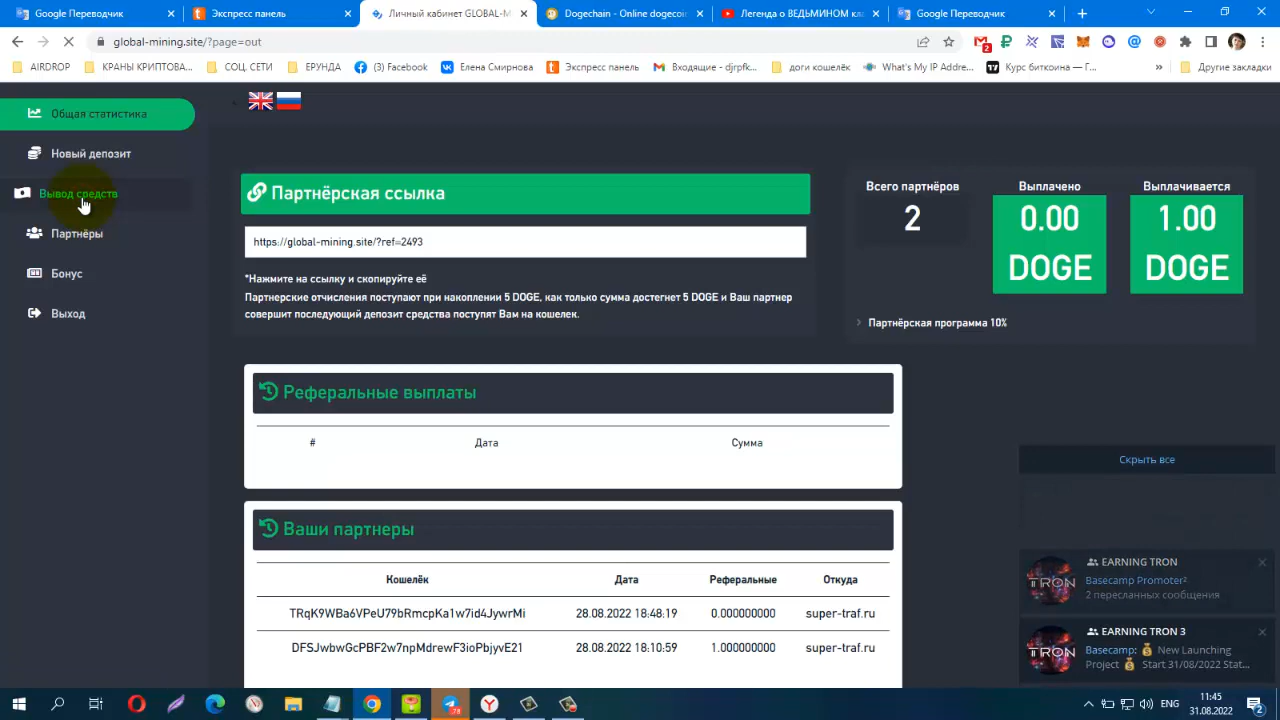 Google Переводчик
Экспресс панель
Личный кабинет GLOBAL-M
Dogechain - Online dogecoi
Легенда о ВЕДЬМИНОМ кла
Google Переводчик
global-mining.site/?page=out
2
AIRDROP
КРАНЫ КРИПТОВА...
СОЦ. СЕТИ
ЕРУНДА
(3) Facebook
Елена Смирнова
Экспресс панель
Входящие - djrpfk...
доги кошелёк
What's My IP Addre...
Курс биткоина — Г...
»
Другие закладки
Общая статистика
Новый депозит
Вывод средств
Партнёры
Бонус
Выход
Партнёрская ссылка
https://global-mining.site/?ref=2493
*Нажмите на ссылку и скопируйте её
Партнерские отчисления поступают при накоплении 5 DOGE, как только сумма достегнет 5 DOGE и Ваш партнер
совершит последующий депозит средства поступят Вам на кошелек.
Всего партнёров
2
Выплачено
0.00
DOGE
Выплачивается
1.00
DOGE
Партнёрская программа 10%
Реферальные выплаты
# Дата Сумма
Ваши партнеры
Кошелёк Дата Реферальные Откуда
TRqK9WBa6VPeU79bRmcpKa1w7id4JywrMi 28.08.2022 18:48:19 0.000000000 super-traf.ru
DFSJwbwGcPBF2w7npMdrewF3ioPbjyvE21 28.08.2022 18:10:59 1.000000000 super-traf.ru
Скрыть все
TRON
EARNING TRON
Basecamp Promoter²
2 пересланных сообщения
TRON
EARNING TRON 3
Basecamp: 💰 New Launching
Project 💰 Start 31/08/2022 Stat...
ENG
11:45
31.08.2022
2